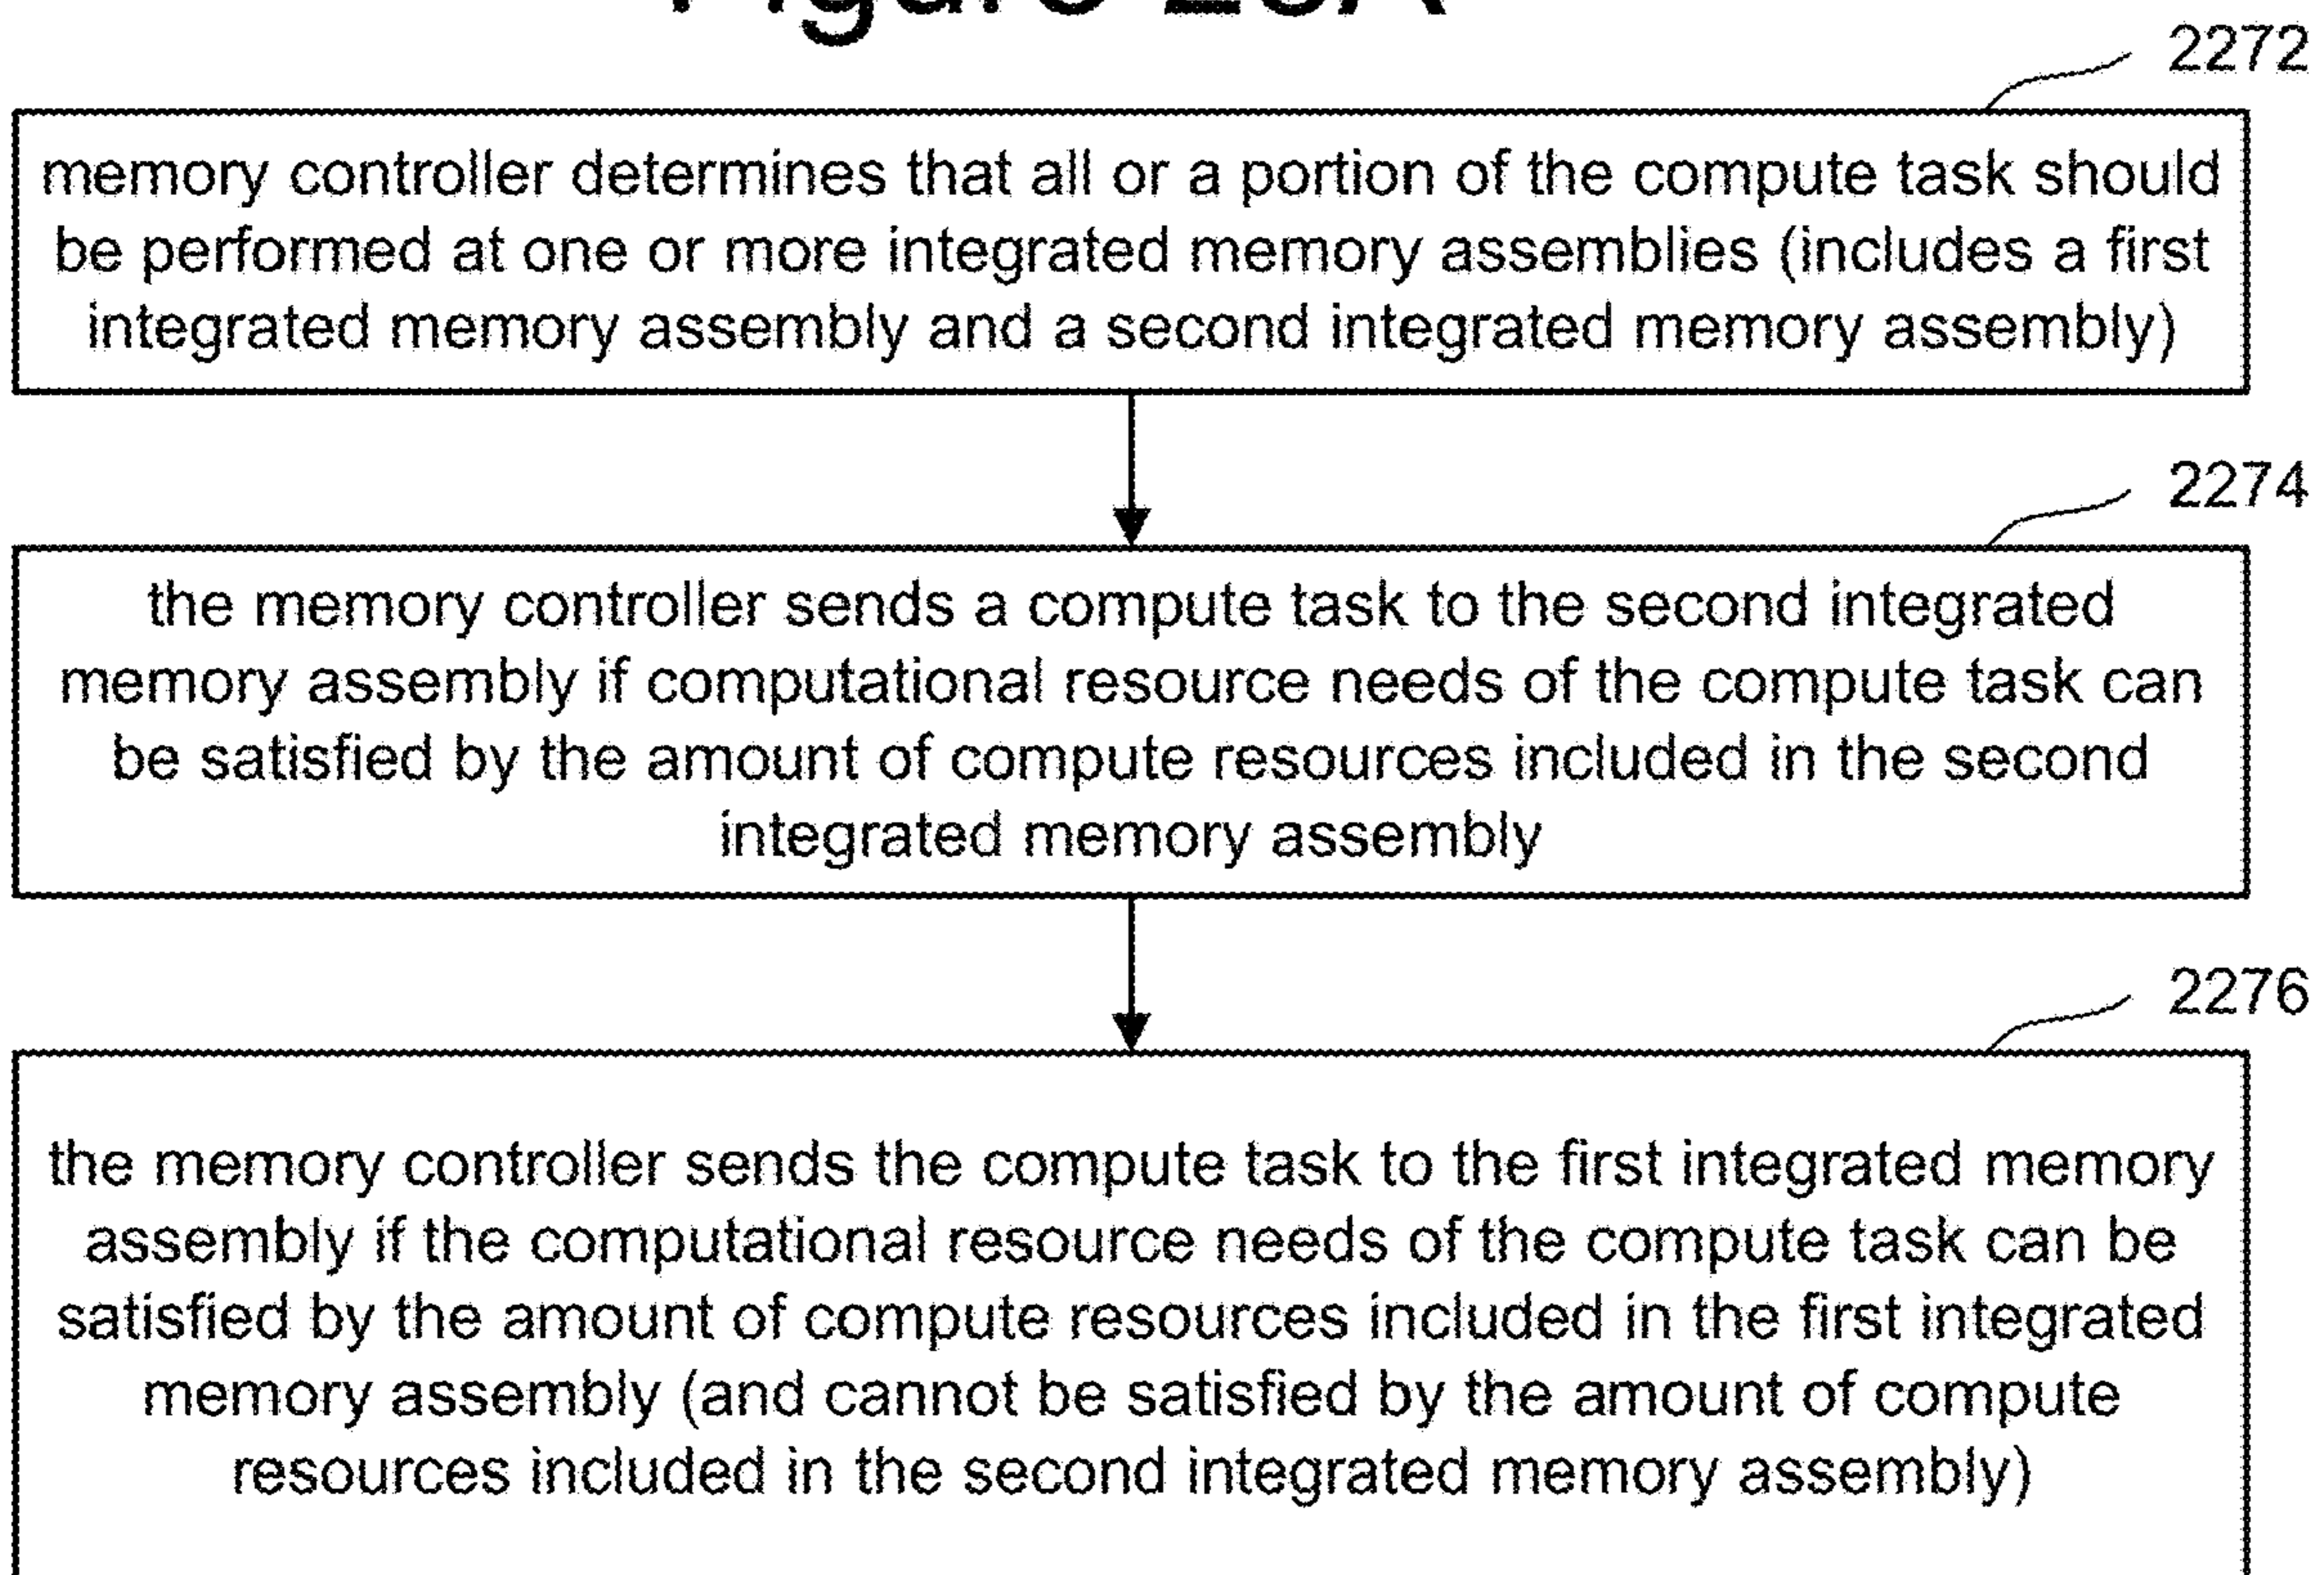 2272
memory controller determines that all or a portion of the compute task should
be performed at one or more integrated memory assemblies (includes a first
integrated memory assembly and a second integrated memory assembly)
2274
the memory controller sends a compute task to the second integrated
memory assembly if computational resource needs of the compute task can
be satisfied by the amount of compute resources included in the second
integrated memory assembly
2276
the memory controller sends the compute task to the first integrated memory
assembly if the computational resource needs of the compute task can be
satisfied by the amount of compute resources included in the first integrated
memory assembly (and cannot be satisfied by the amount of compute
resources included in the second integrated memory assembly)